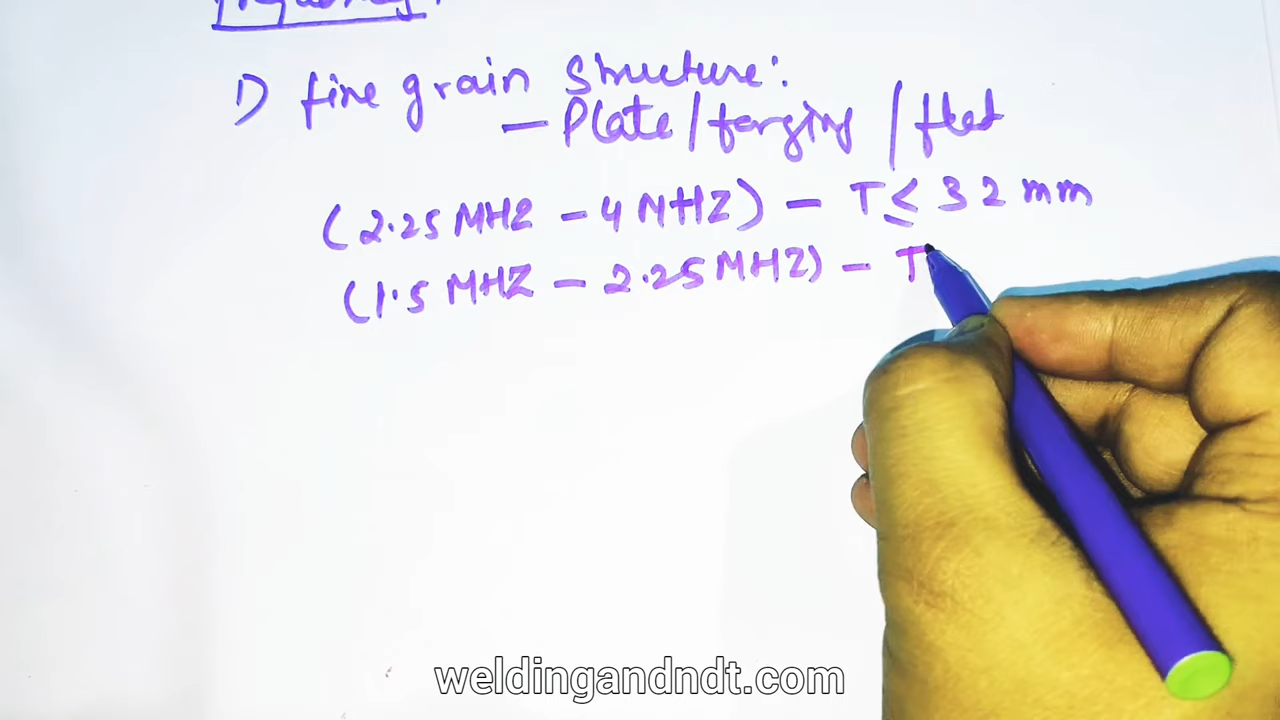 1) fine grain structure:
— Plate / forging / flat
(2.25 MHZ – 4 MHZ) – T ≤ 32 mm
(1.5 MHZ – 2.25 MHZ) – T
weldingandndt.com